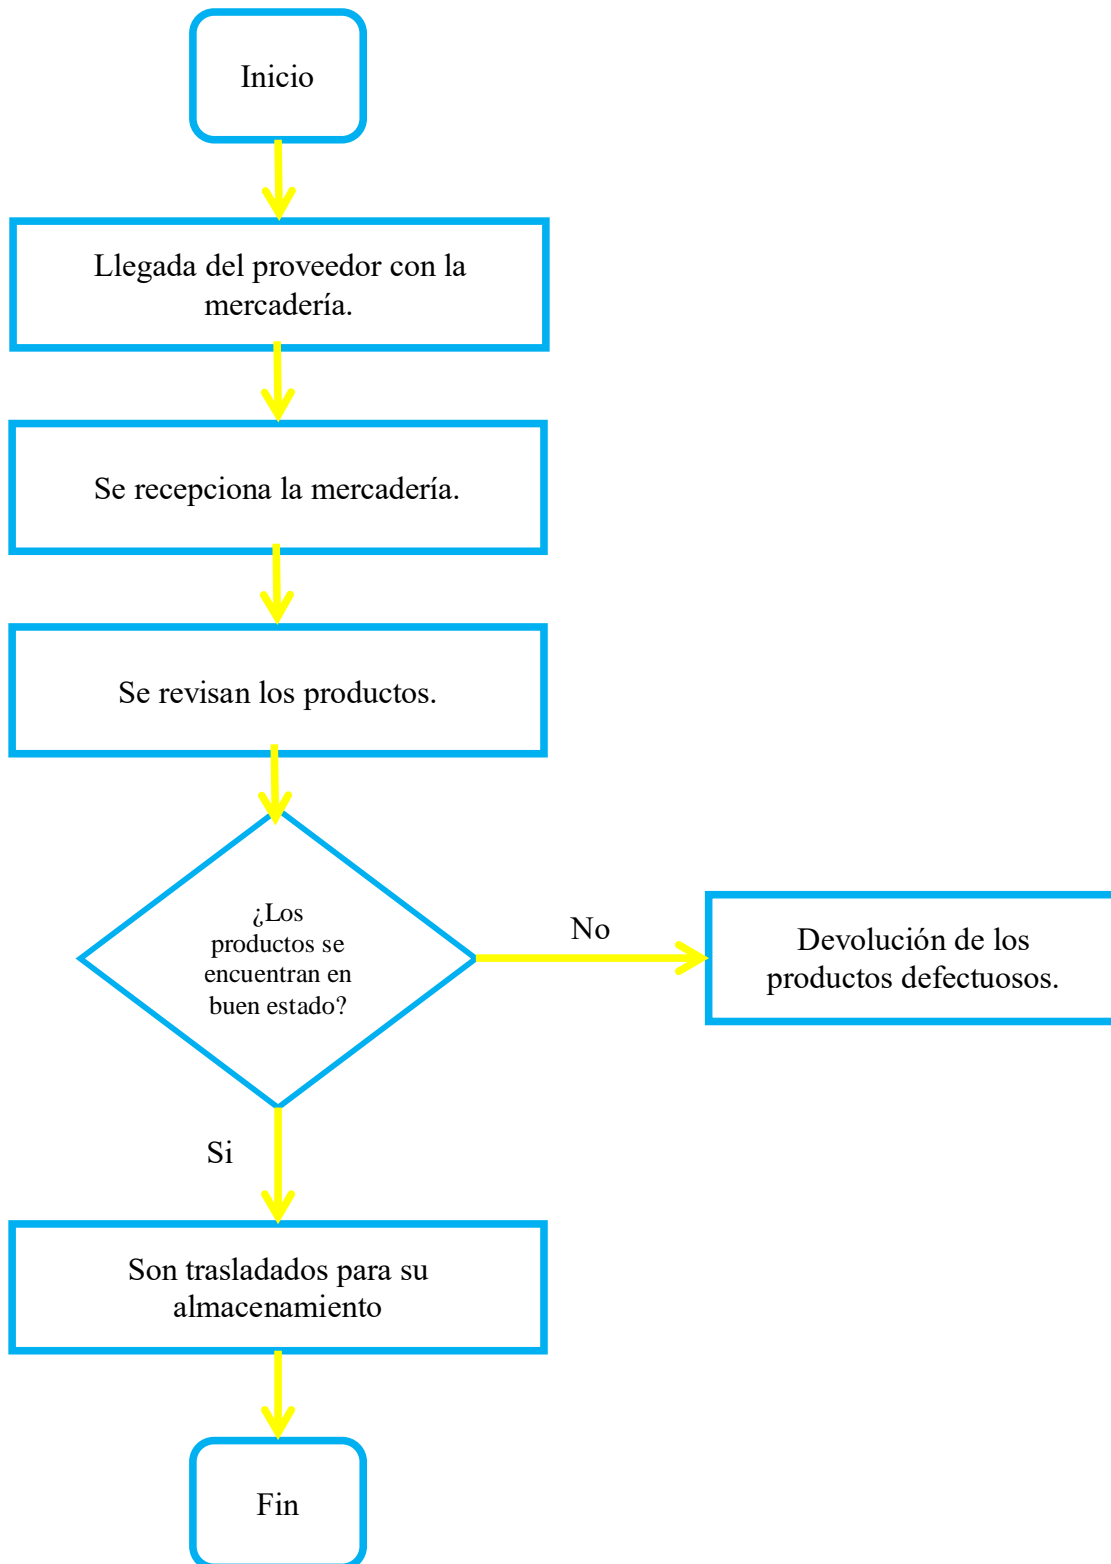 Inicio
Llegada del proveedor con la
mercadería.
Se recepciona la mercadería.
Se revisan los productos.
¿Los
productos se
encuentran en
buen estado?
No
Devolución de los
productos defectuosos.
Si
Son trasladados para su
almacenamiento
Fin